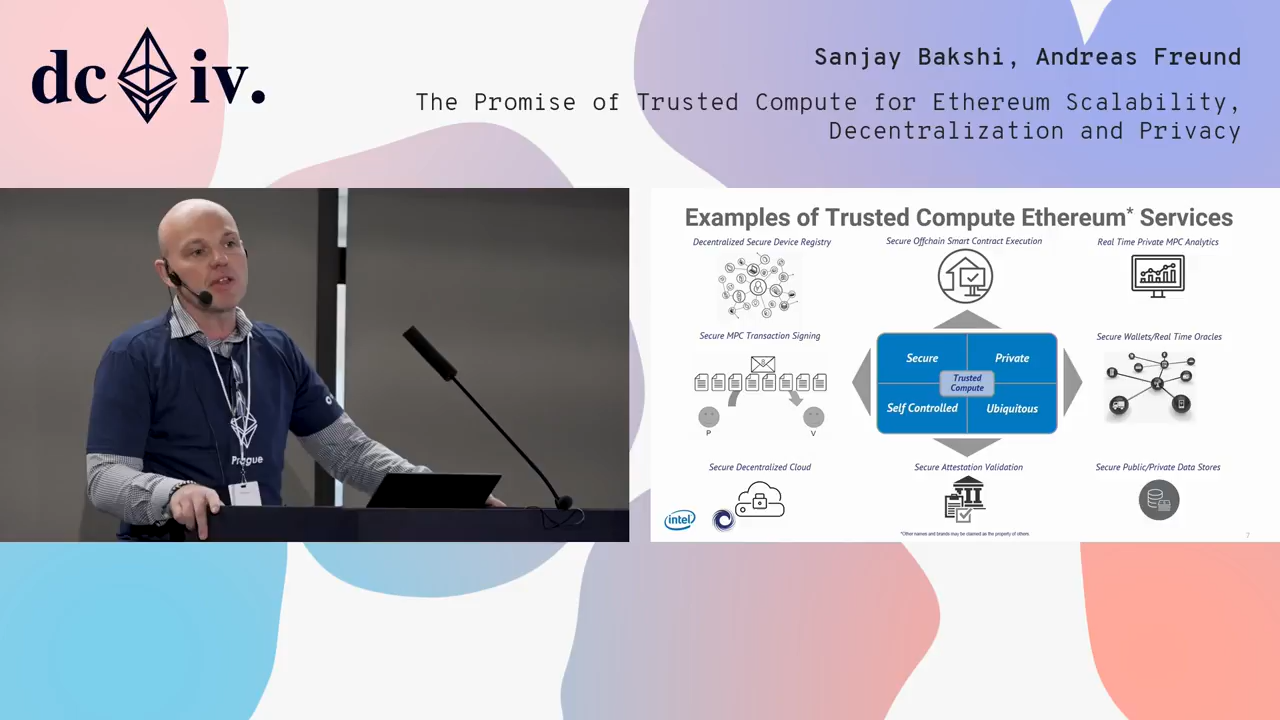 dc iv.
Sanjay Bakshi, Andreas Freund
The Promise of Trusted Compute for Ethereum Scalability,
Decentralization and Privacy
Prague
Examples of Trusted Compute Ethereum* Services
Decentralized Secure Device Registry
Secure Offchain Smart Contract Execution
Real Time Private MPC Analytics
Secure MPC Transaction Signing
Secure Wallets/Real Time Oracles
Secure
Private
Trusted
Compute
Self Controlled
Ubiquitous
P
V
Secure Decentralized Cloud
Secure Attestation Validation
Secure Public/Private Data Stores
intel
*Other names and brands may be claimed as the property of others.
7